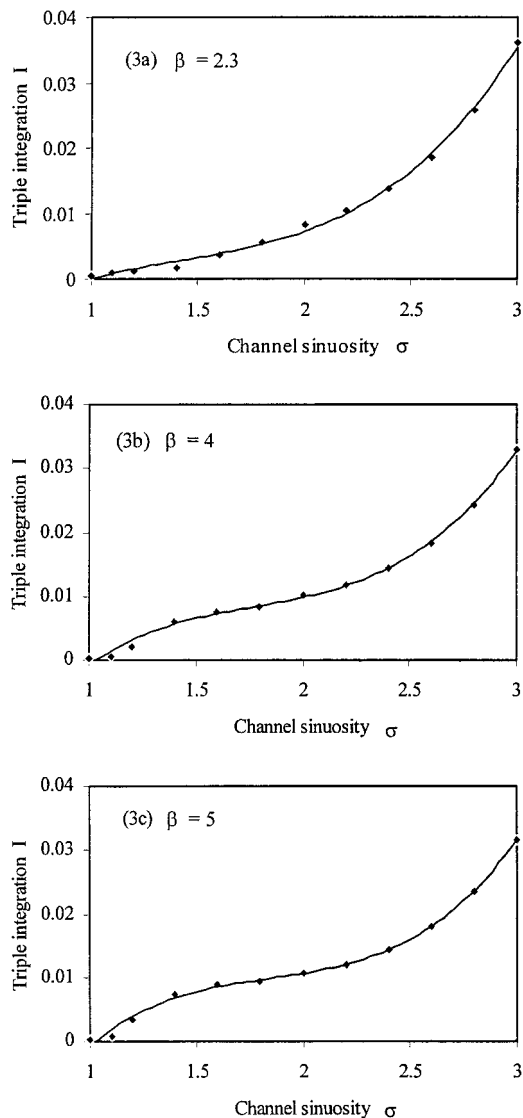 0.04
(3a) β = 2.3
0.03
0.02
0.01
0
Triple integration I
1 1.5 2 2.5 3
Channel sinuosity σ
0.04
(3b) β = 4
0.03
0.02
0.01
0
Triple integration I
1 1.5 2 2.5 3
Channel sinuosity σ
0.04
(3c) β = 5
0.03
0.02
0.01
0
Triple integration I
1 1.5 2 2.5 3
Channel sinuosity σ